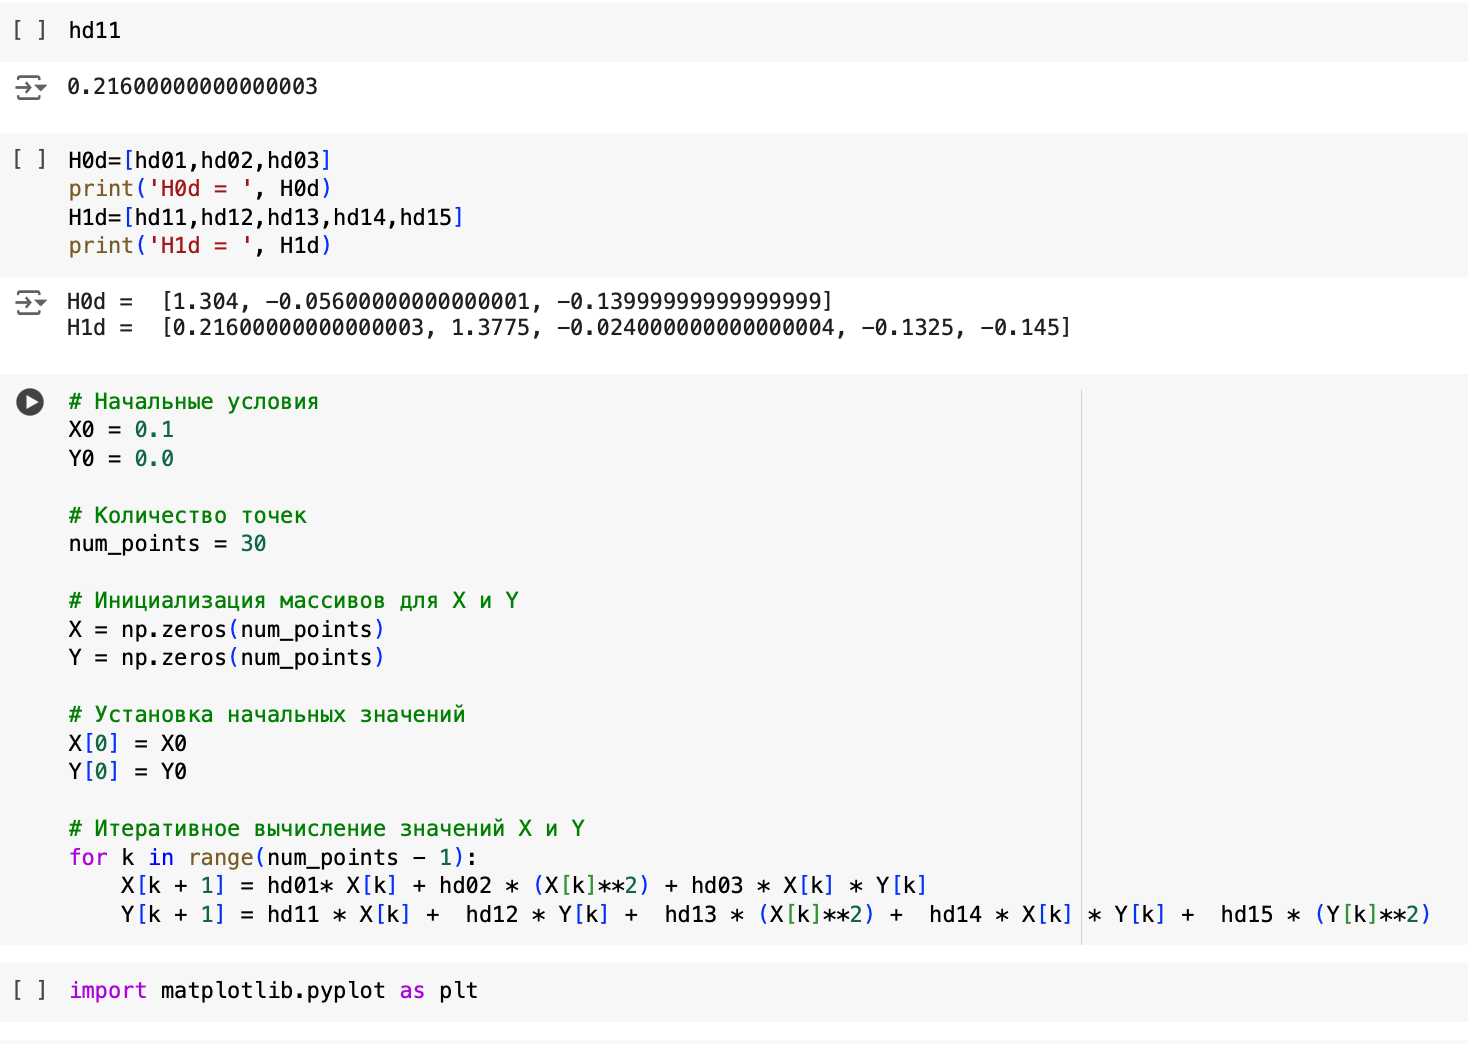 [ ] hd11
0.21600000000000003
[ ] H0d=[hd01,hd02,hd03]
print('H0d = ', H0d)
H1d=[hd11,hd12,hd13,hd14,hd15]
print('H1d = ', H1d)
H0d =  [1.304, -0.05600000000000001, -0.13999999999999999]
H1d =  [0.21600000000000003, 1.3775, -0.024000000000000004, -0.1325, -0.145]
# Начальные условия
X0 = 0.1
Y0 = 0.0
# Количество точек
num_points = 30
# Инициализация массивов для X и Y
X = np.zeros(num_points)
Y = np.zeros(num_points)
# Установка начальных значений
X[0] = X0
Y[0] = Y0
# Итеративное вычисление значений X и Y
for k in range(num_points - 1):
    X[k + 1] = hd01* X[k] + hd02 * (X[k]**2) + hd03 * X[k] * Y[k]
    Y[k + 1] = hd11 * X[k] +  hd12 * Y[k] +  hd13 * (X[k]**2) +  hd14 * X[k] * Y[k] +  hd15 * (Y[k]**2)
[ ] import matplotlib.pyplot as plt